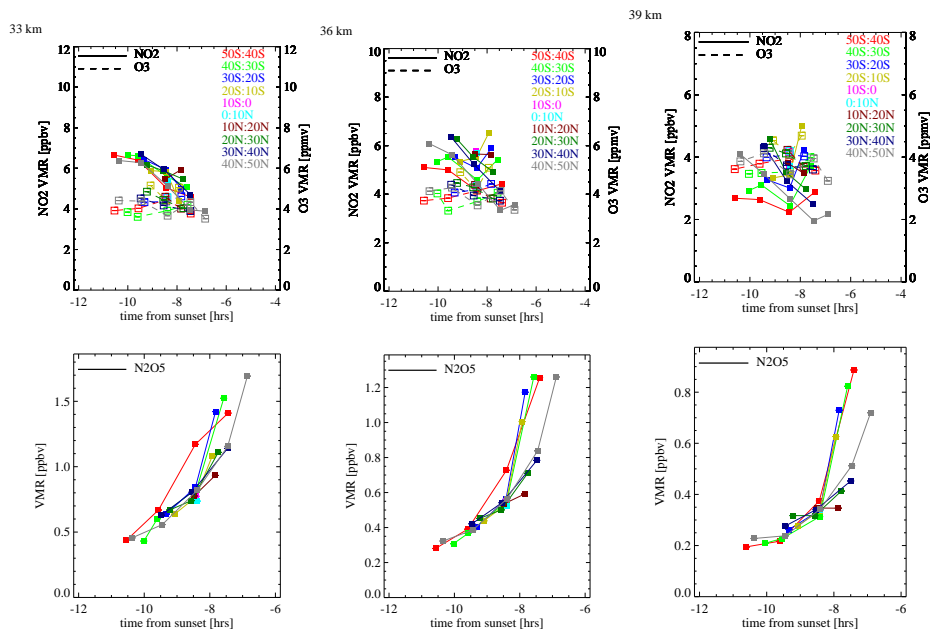 33 km
36 km
39 km
12
10
8
6
4
2
0
NO2 VMR [ppbv]
NO2
O3
50S:40S
40S:30S
30S:20S
20S:10S
10S:0
0:10N
10N:20N
20N:30N
30N:40N
40N:50N
12
10
8
6
4
2
0
O3 VMR [ppmv]
-12 -10 -8 -6 -4
time from sunset [hrs]
10
8
6
4
2
0
NO2 VMR [ppbv]
NO2
O3
50S:40S
40S:30S
30S:20S
20S:10S
10S:0
0:10N
10N:20N
20N:30N
30N:40N
40N:50N
10
8
6
4
2
0
O3 VMR [ppmv]
-12 -10 -8 -6 -4
time from sunset [hrs]
8
6
4
2
0
NO2 VMR [ppbv]
NO2
O3
50S:40S
40S:30S
30S:20S
20S:10S
10S:0
0:10N
10N:20N
20N:30N
30N:40N
40N:50N
8
6
4
2
0
O3 VMR [ppmv]
-12 -10 -8 -6 -4
time from sunset [hrs]
1.5
1.0
0.5
0.0
VMR [ppbv]
N2O5
-12 -10 -8 -6
time from sunset [hrs]
1.2
1.0
0.8
0.6
0.4
0.2
0.0
VMR [ppbv]
N2O5
-12 -10 -8 -6
time from sunset [hrs]
0.8
0.6
0.4
0.2
0.0
VMR [ppbv]
N2O5
-12 -10 -8 -6
time from sunset [hrs]